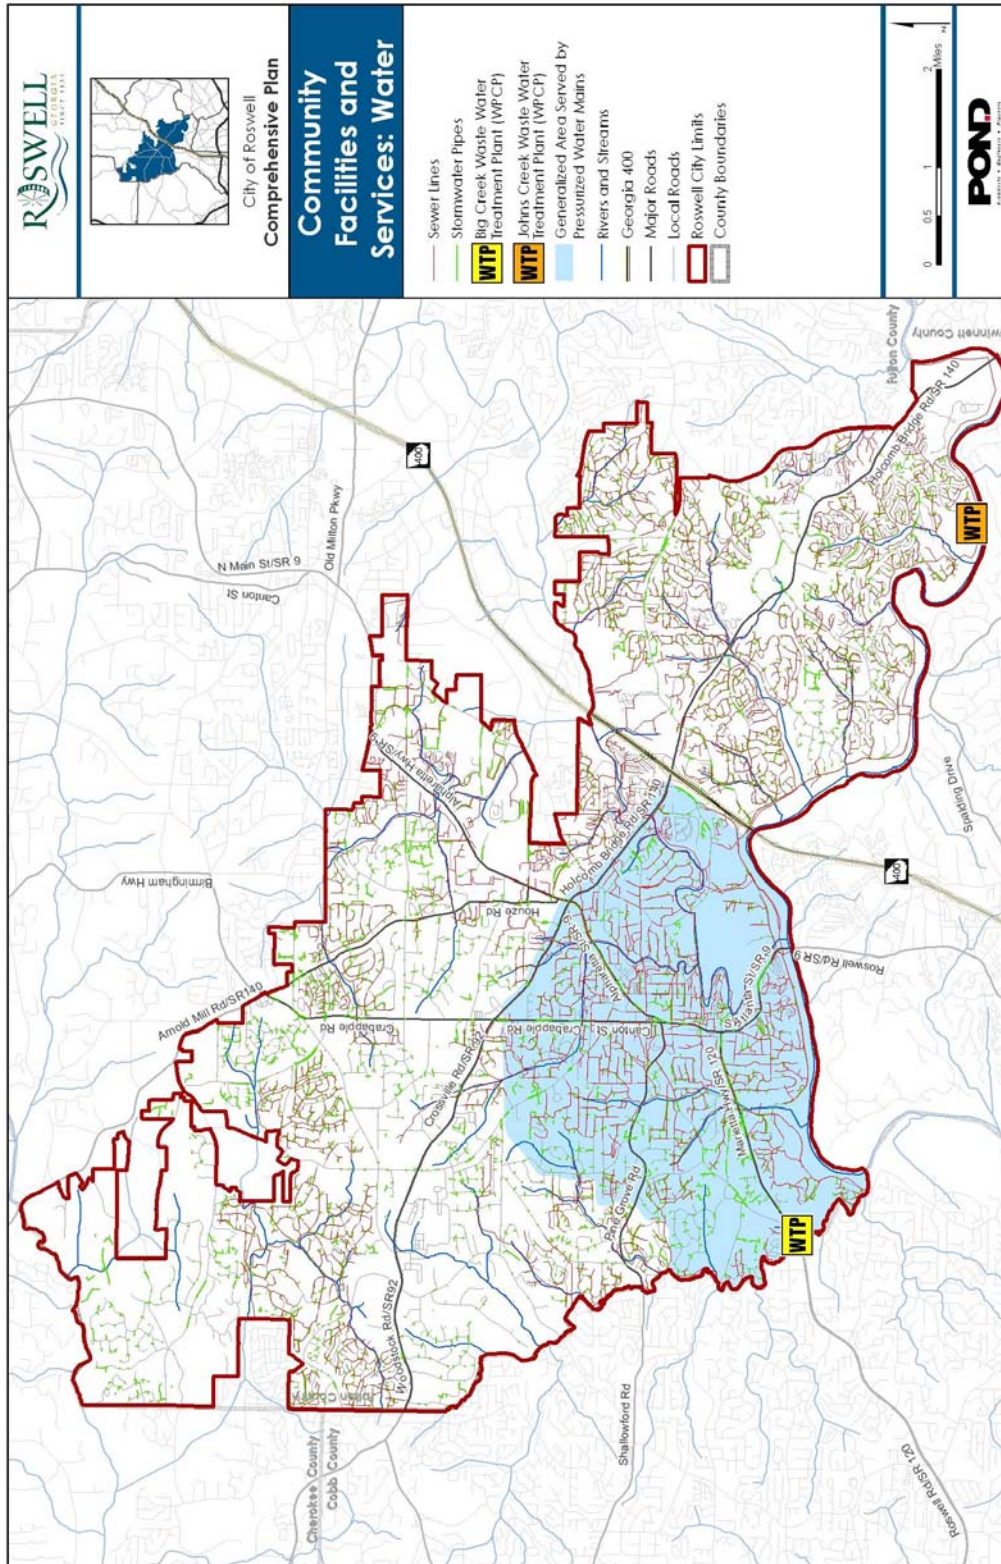 ROSWELL
GEORGIA
SINCE 1854
City of Roswell
Comprehensive Plan
Community
Facilities and
Services: Water
Sewer Lines
Stormwater Pipes
WTP
Big Creek Waste Water
Treatment Plant (WPCP)
WTP
Johns Creek Waste Water
Treatment Plant (WPCP)
Generalized Area Served by
Pressurized Water Mains
Rivers and Streams
Georgia 400
Major Roads
Local Roads
Roswell City Limits
County Boundaries
0
0.5
1
2
Miles
N
POND
Cherokee County
Cobb County
Fulton County
Woodstock Rd/SR92
Arnold Mill Rd/SR140
Birmingham Hwy
Canton St
N Main St/SR 9
Old Milton Pkwy
400
Crabapple Rd
Houze Rd
Alpharetta Hwy/SR 9
Crossville Rd/SR 92
Holcomb Bridge Rd/SR 140
Alpharetta St/SR 9
Canton St - Crabapple Rd
Pine Grove Rd
Marietta Hwy/SR 120
S Atlanta St/SR 9
Roswell Rd/SR 9
400
Spalding Drive
Holcomb Bridge Rd/SR 140
Fulton County
Gwinnett County
WTP
WTP
Shallowford Rd
Roswell Rd/SR 120